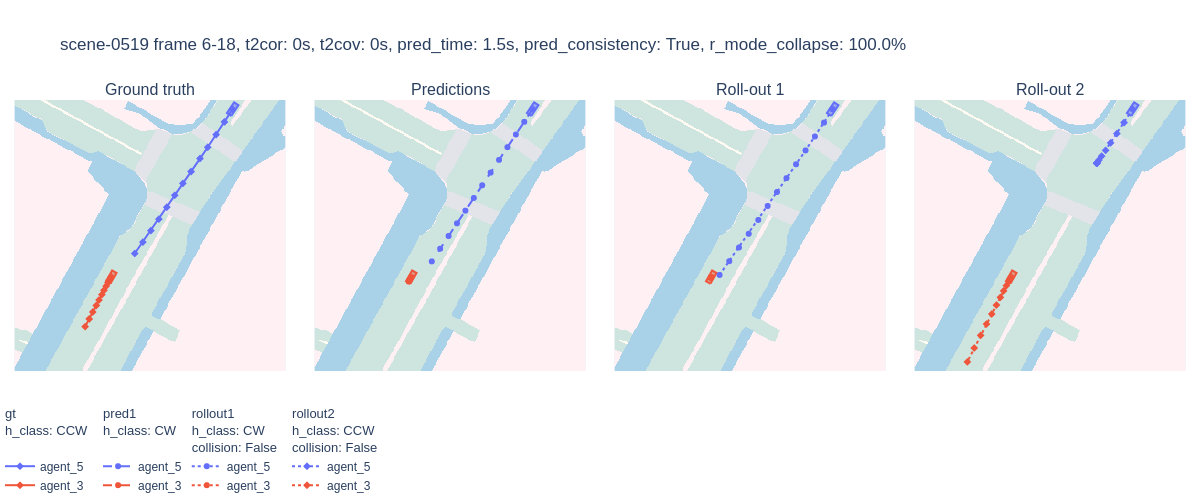 scene-0519 frame 6-18, t2cor: 0s, t2cov: 0s, pred_time: 1.5s, pred_consistency: True, r_mode_collapse: 100.0%
Ground truth
Predictions
Roll-out 1
Roll-out 2
gt
h_class: CCW
agent_5
agent_3
pred1
h_class: CW
agent_5
agent_3
rollout1
h_class: CW
collision: False
agent_5
agent_3
rollout2
h_class: CCW
collision: False
agent_5
agent_3